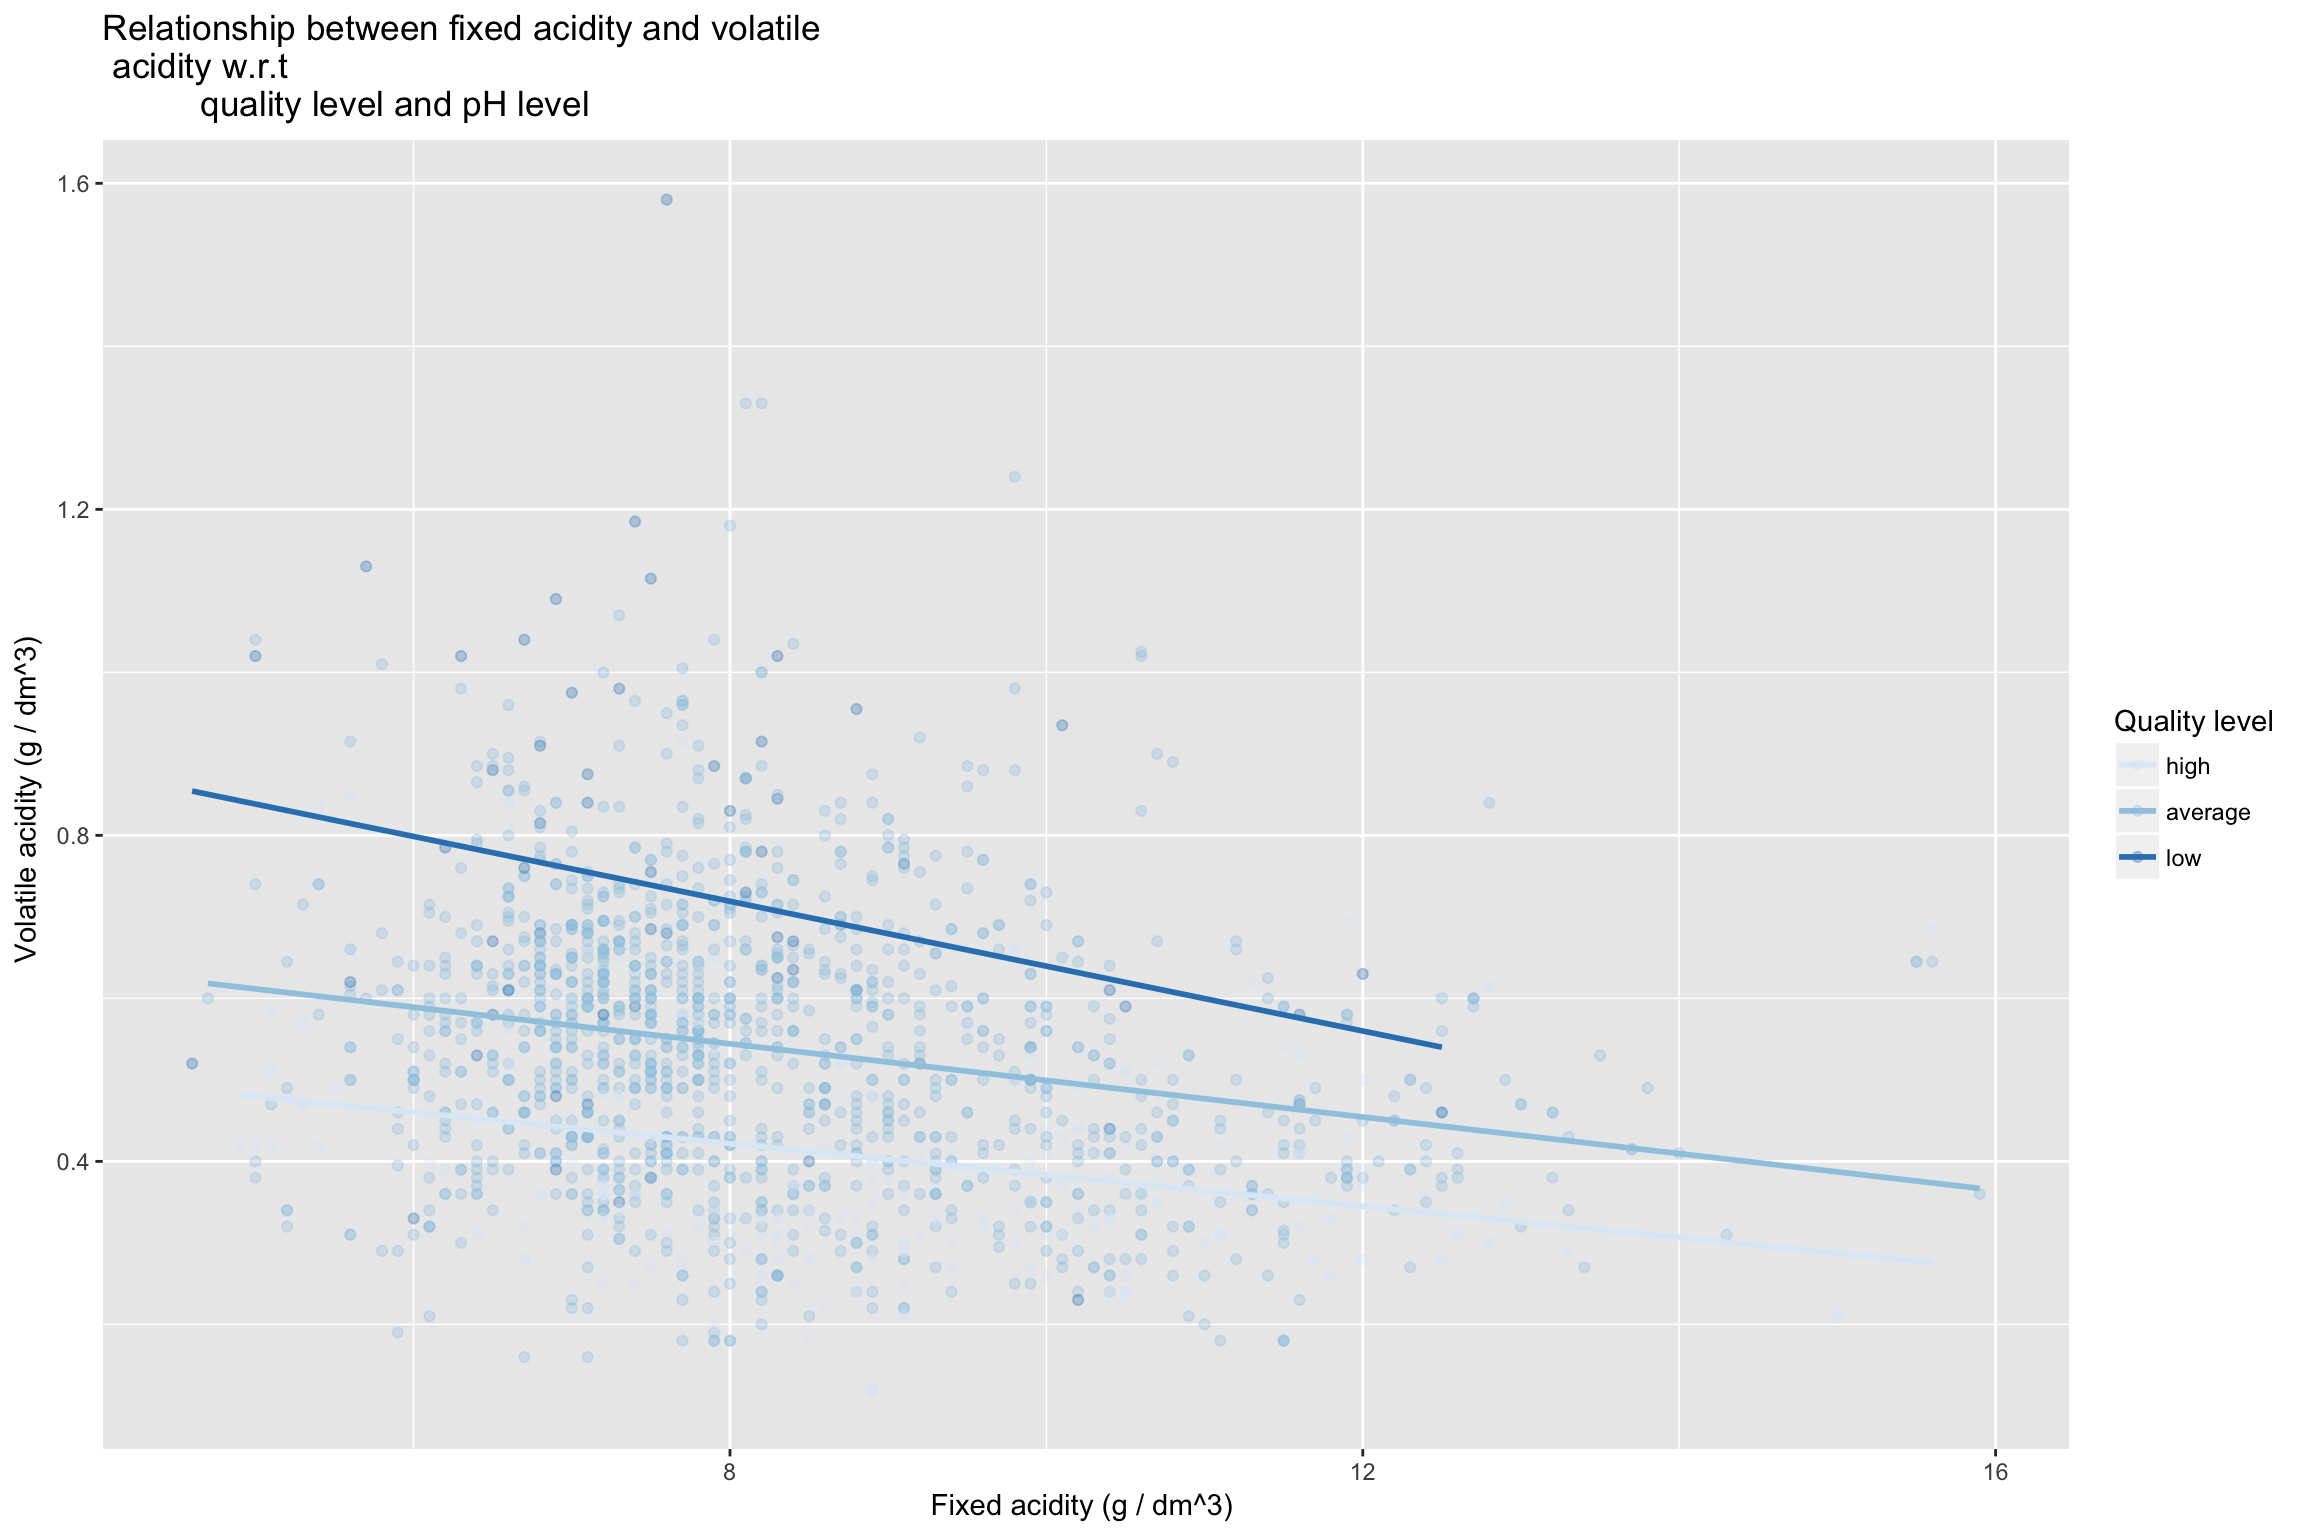 Relationship between fixed acidity and volatile
acidity w.r.t
quality level and pH level
Volatile acidity (g / dm^3)
1.6
1.2
0.8
0.4
8
12
16
Fixed acidity (g / dm^3)
Quality level
high
average
low